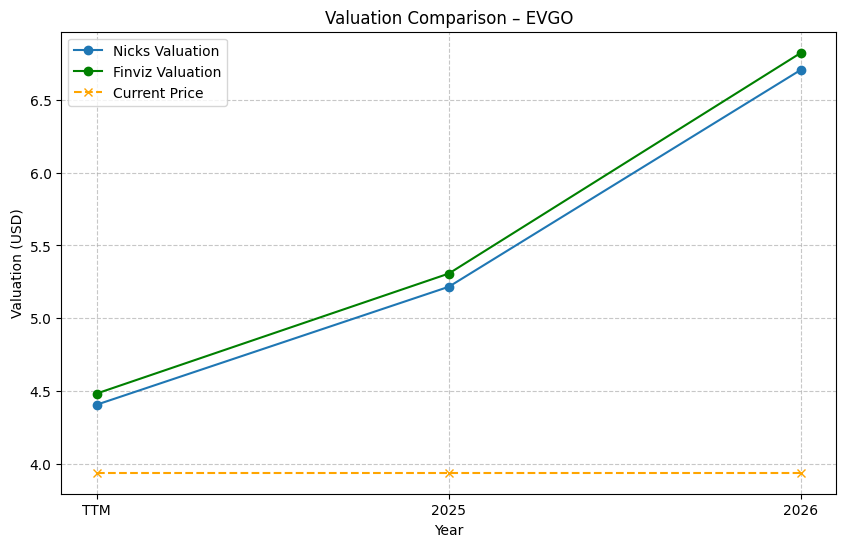 Valuation Comparison – EVGO
Nicks Valuation
Finviz Valuation
Current Price
Valuation (USD)
6.5
6.0
5.5
5.0
4.5
4.0
TTM
2025
2026
Year